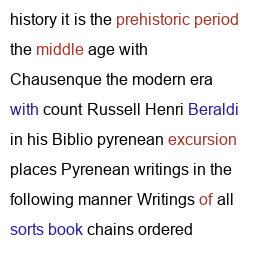 history it is the prehistoric period
the middle age with
Chausenque the modern era
with count Russell Henri Beraldi
in his Biblio pyrenean excursion
places Pyrenean writings in the
following manner Writings of all
sorts book chains ordered